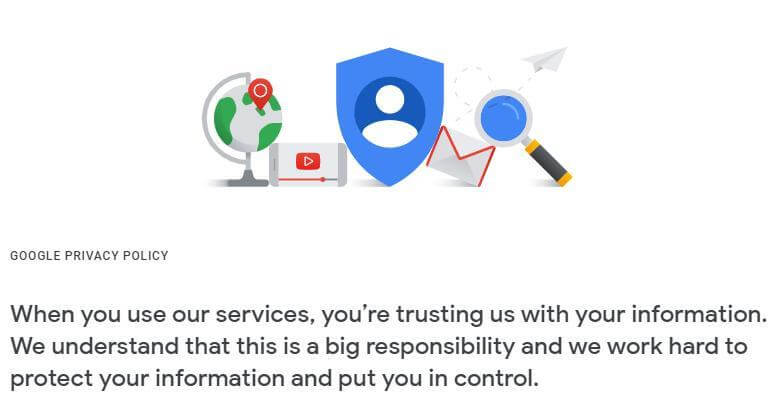 GOOGLE PRIVACY POLICY
When you use our services, you’re trusting us with your information.
We understand that this is a big responsibility and we work hard to
protect your information and put you in control.